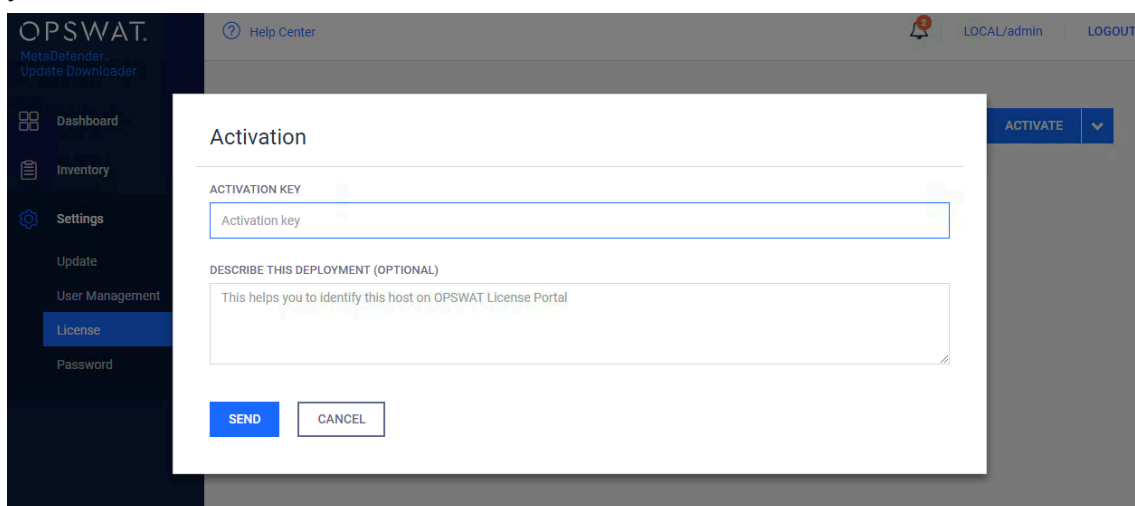 OPSWAT.
MetaDefender.
Update Downloader
Help Center
2
LOCAL/admin
LOGOUT
Dashboard
Inventory
Settings
Update
User Management
License
Password
ACTIVATE
Activation
ACTIVATION KEY
Activation key
DESCRIBE THIS DEPLOYMENT (OPTIONAL)
This helps you to identify this host on OPSWAT License Portal
SEND
CANCEL